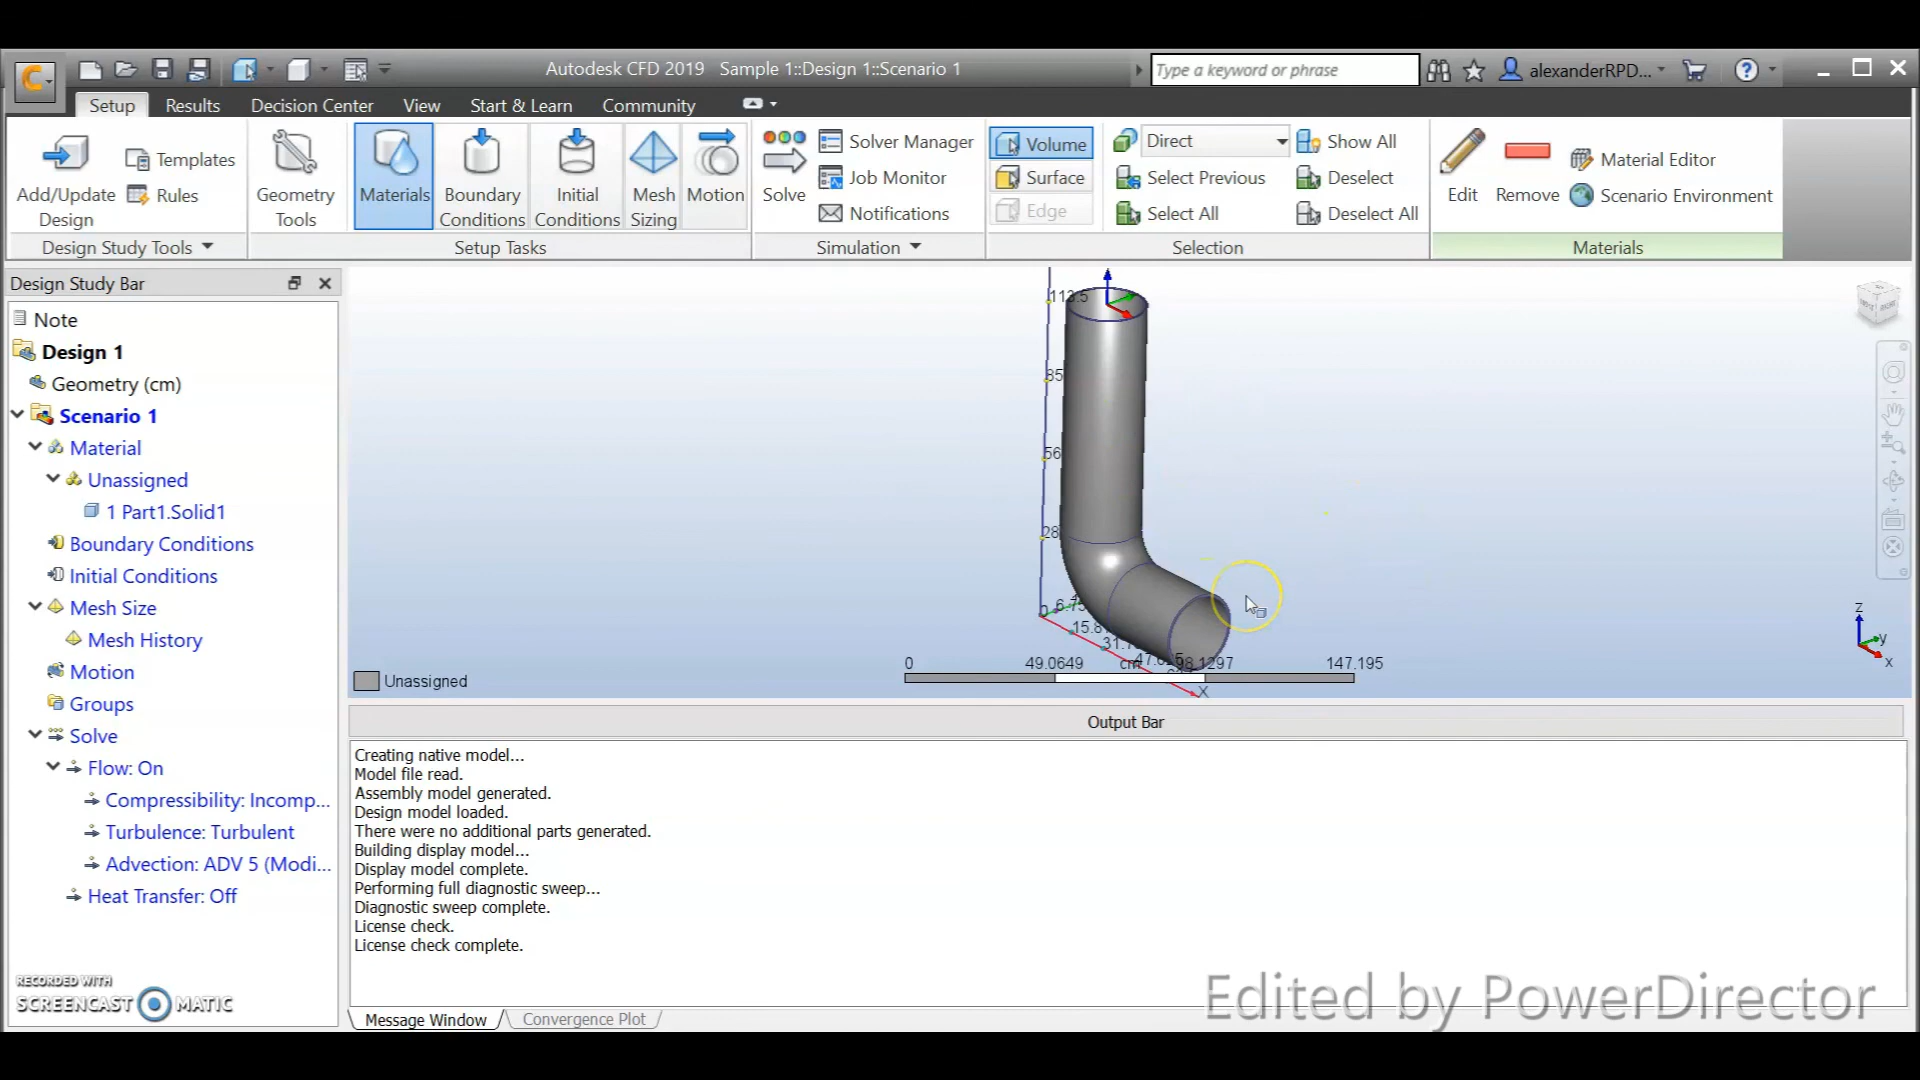 Autodesk CFD 2019 Sample 1::Design 1::Scenario 1
Type a keyword or phrase
alexanderRPD...
Setup
Results
Decision Center
View
Start & Learn
Community
Add/Update
Design
Templates
Rules
Design Study Tools
Geometry
Tools
Materials
Boundary
Conditions
Initial
Conditions
Mesh
Sizing
Motion
Setup Tasks
Solve
Solver Manager
Job Monitor
Notifications
Simulation
Volume
Surface
Edge
Direct
Select Previous
Select All
Show All
Deselect
Deselect All
Selection
Edit
Remove
Material Editor
Scenario Environment
Materials
Design Study Bar
Note
Design 1
Geometry (cm)
Scenario 1
Material
Unassigned
1 Part1.Solid1
Boundary Conditions
Initial Conditions
Mesh Size
Mesh History
Motion
Groups
Solve
Flow: On
Compressibility: Incomp...
Turbulence: Turbulent
Advection: ADV 5 (Modi...
Heat Transfer: Off
113.5
85
56
28
0
X
0
49.0649
cm
98.1297
147.195
Unassigned
z
y
x
Output Bar
Creating native model...
Model file read.
Assembly model generated.
Design model loaded.
There were no additional parts generated.
Building display model...
Display model complete.
Performing full diagnostic sweep...
Diagnostic sweep complete.
License check.
License check complete.
Message Window
Convergence Plot
RECORDED WITH
SCREENCAST MATIC
Edited by PowerDirector